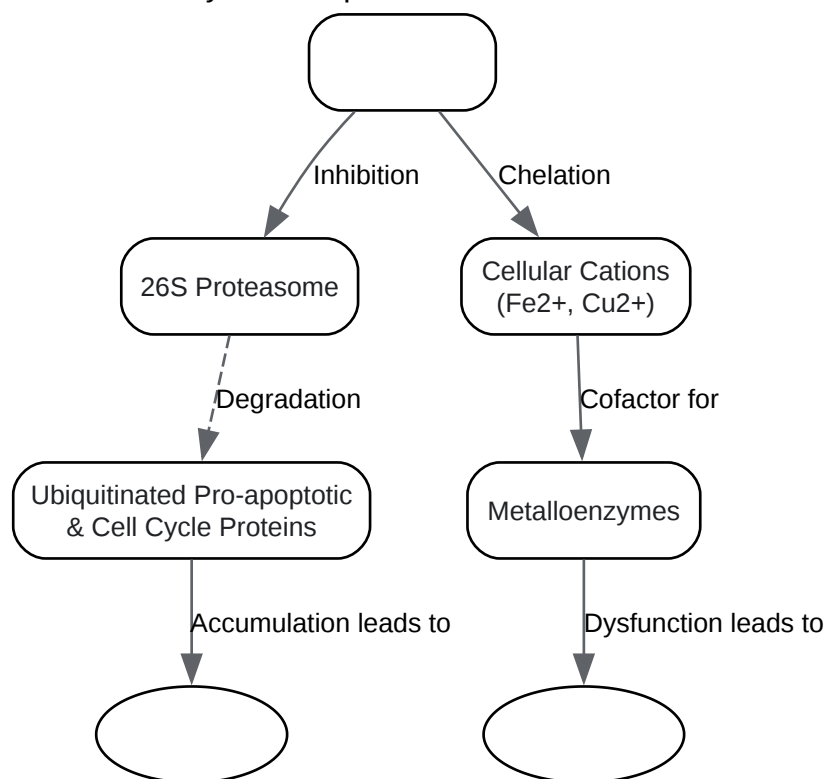 Inhibition
Chelation
26S Proteasome
Cellular Cations
(Fe2+, Cu2+)
Degradation
Cofactor for
Ubiquitinated Pro-apoptotic
& Cell Cycle Proteins
Metalloenzymes
Accumulation leads to
Dysfunction leads to